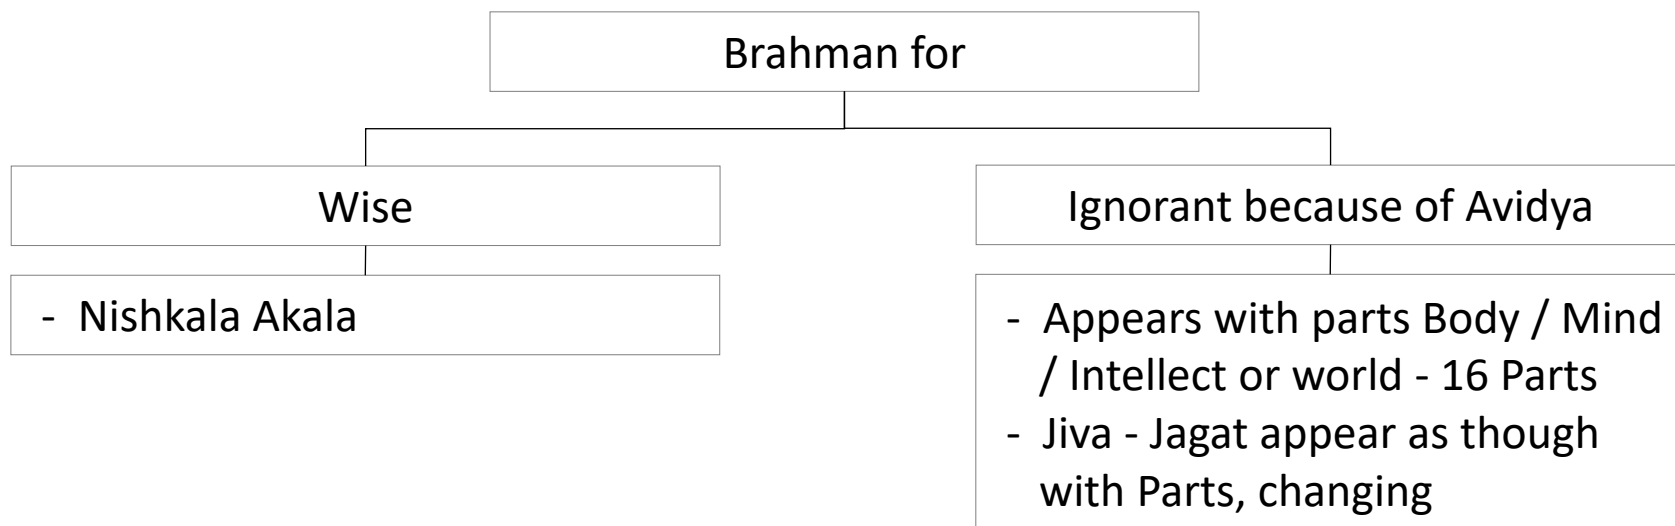 Brahman for
Wise
Ignorant because of Avidya
- Nishkala Akala
- Appears with parts Body / Mind
/ Intellect or world - 16 Parts
- Jiva - Jagat appear as though
with Parts, changing